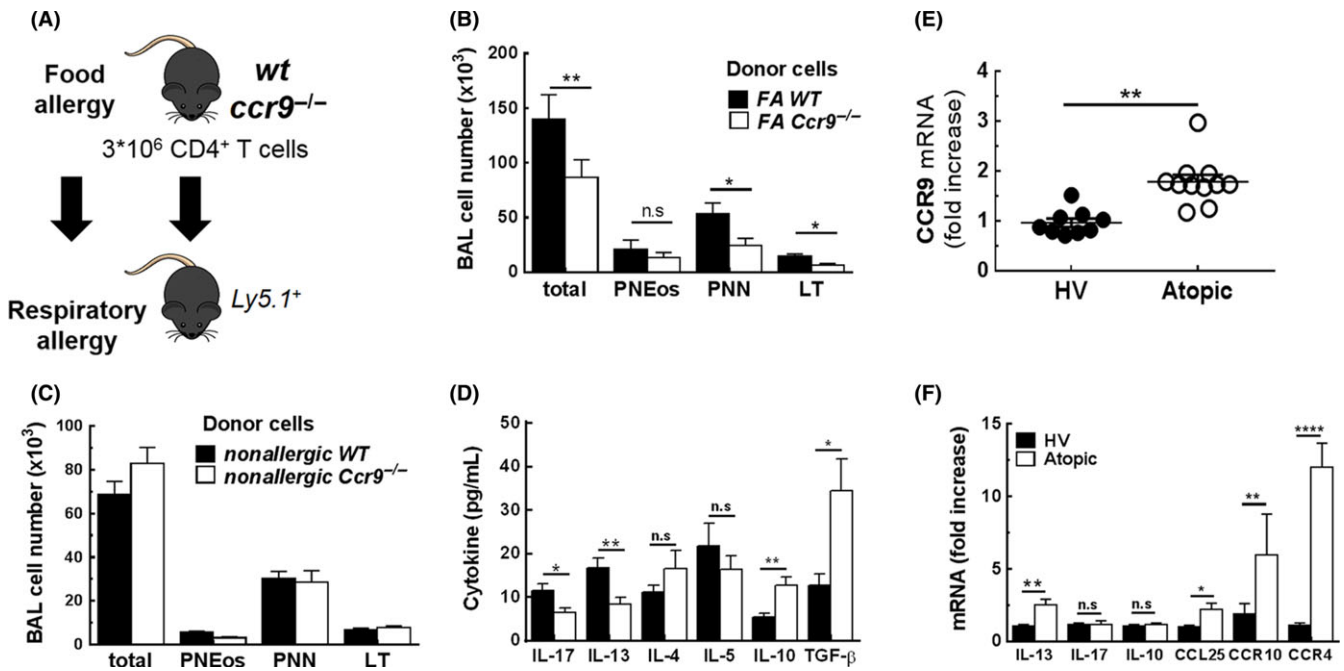 (A)
Food
allergy
wt
ccr9−/−
3*10⁶ CD4⁺ T cells
Respiratory
allergy
Ly5.1⁺
(B)
BAL cell number (x10³)
200
150
100
50
0
Donor cells
FA WT
FA Ccr9−/−
**
n.s
*
*
total PNEos PNN LT
(E)
CCR9 mRNA
(fold increase)
4
3
2
1
0
**
HV Atopic
(C)
BAL cell number (x10³)
100
80
60
40
20
0
Donor cells
nonallergic WT
nonallergic Ccr9−/−
total PNEos PNN LT
(D)
Cytokine (pg/mL)
50
40
30
20
10
0
*
**
n.s
n.s
**
*
IL-17 IL-13 IL-4 IL-5 IL-10 TGF-β
(F)
mRNA (fold increase)
15
10
5
0
HV
Atopic
**
n.s
n.s
*
**
****
IL-13 IL-17 IL-10 CCL25 CCR10 CCR4